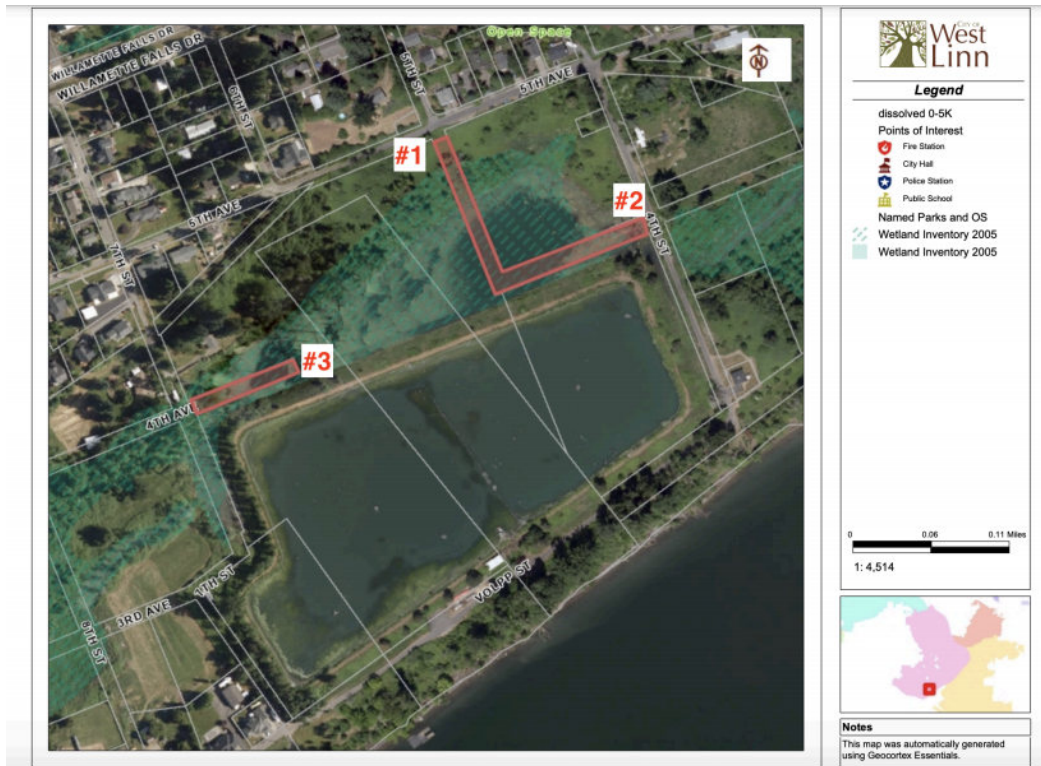 WILLAMETTE FALLS DR
WILLAMETTE FALLS DR
Open Space
N
5TH ST
5TH AVE
6TH ST
#1
#2
4TH ST
5TH AVE
7TH ST
#3
4TH AVE
VOLPP ST
1TH ST
3RD AVE
8TH ST
CITY OF
West
Linn
Legend
dissolved 0-5K
Points of Interest
Fire Station
City Hall
Police Station
Public School
Named Parks and OS
Wetland Inventory 2005
Wetland Inventory 2005
0 0.06 0.11 Miles
1: 4,514
Notes
This map was automatically generated
using Geocortex Essentials.